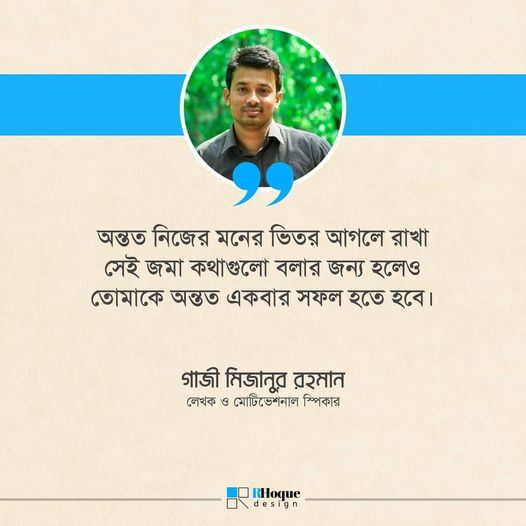 অন্তত নিজের মনের ভিতর আগলে রাখা
সেই জমা কথাগুলো বলার জন্য হলেও
তোমাকে অন্তত একবার সফল হতে হবে।
গাজী মিজানুর রহমান
লেখক ও মোটিভেশনাল স্পিকার
RHoque
design